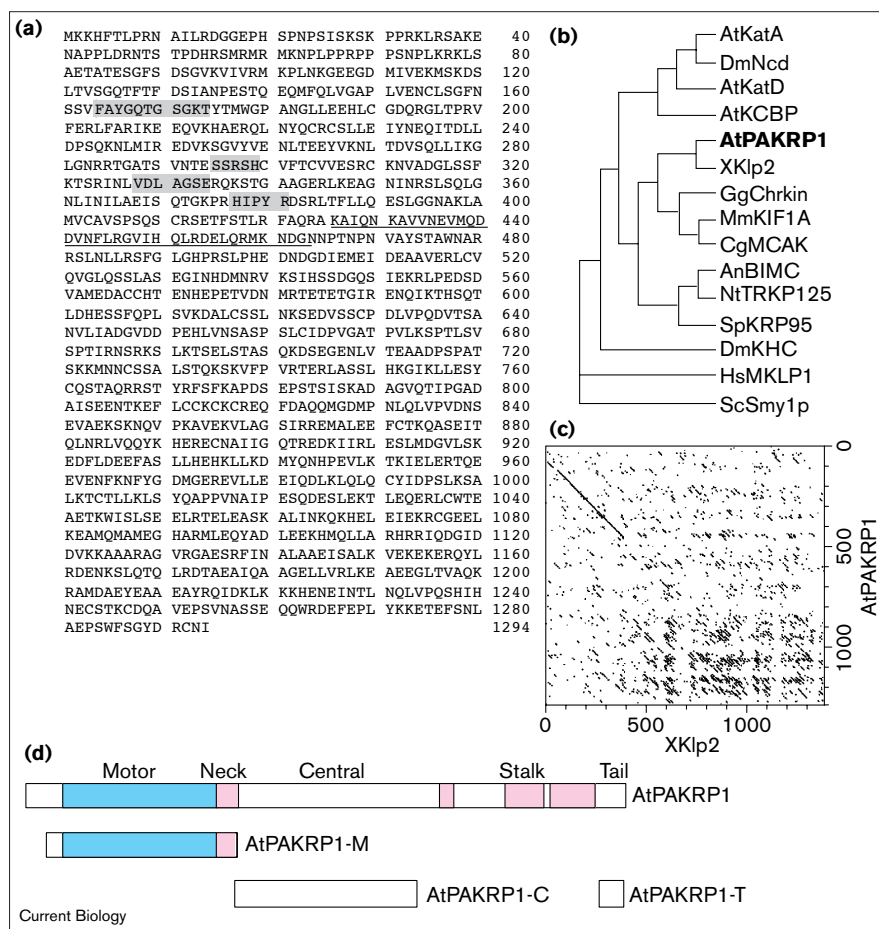 (a)
MKKHFTLPRN AILRDGGEPH SPNPSISKSK PPRKLRSAKE 40
NAPPLDRNTS TPDHRSMRMR MKNPLPPRPP PSNPLKRKLS 80
AETATESGFS DSGVKVIVRM KPLNKGEEGD MIVEKMSKDS 120
LTVSGQTFTF DSIANPESTQ EQMFQLVGAP LVENCLSGFN 160
SSVFAYGQTG SGKTYTMWGP ANGLLEEHLC GDQRGLTPRV 200
FERLFARIKE EQVKHAERQL NYQCRCSLLE IYNEQITDLL 240
DPSQKNLMIR EDVKSGVYVE NLTEEYVKNL TDVSQLLIKG 280
LGNRRTGATS VNTESSRSHC VFTCVVESRC KNVADGLSSF 320
KTSRINLVDL AGSERQKSTG AAGERLKEAG NINRSLSQLG 360
NLINILAEIS QTGKPRHIPY RDSRLTFLLQ ESLGGNAKLA 400
MVCAVSPSQS CRSETFSTLR FAQRAKAIQN KAVVNEVMQD 440
DVNFLRGVIH QLRDELQRMK NDGNNPTNPN VAYSTAWNAR 480
RSLNLLRSFG LGHPRSLPHE DNDGDIEMEI DEAAVERLCV 520
QVGLQSSLAS EGINHDMNRV KSIHSSDGQS IEKRLPEDSD 560
VAMEDACCHT ENHEPETVDN MRTETETGIR ENQIKTHSQT 600
LDHESSFQPL SVKDALCSSL NKSEDVSSCP DLVPQDVTSA 640
NVLIADGVDD PEHLVNSASP SLCIDPVGAT PVLKSPTLSV 680
SPTIRNSRKS LKTSELSTAS QKDSEGENLV TEAADPSPAT 720
SKKMNNCSSA LSTQKSKVFP VRTERLASSL HKGIKLLESY 760
CQSTAQRRST YRFSFKAPDS EPSTSISKAD AGVQTIPGAD 800
AISEENTKEF LCCKCKCREQ FDAQQMGDMP NLQLVPVDNS 840
EVAEKSKNQV PKAVEKVLAG SIRREMALEE FCTKQASEIT 880
QLNRLVQQYK HERECNAIIG QTREDKIIRL ESLMDGVLSK 920
EDFLDEEFAS LLHEHKLLKD MYQNHPEVLK TKIELERTQE 960
EVENFKNFYG DMGEREVLLE EIQDLKLQLQ CYIDPSLKSA 1000
LKTCTLLKLS YQAPPVNAIP ESQDESLEKT LEQERLCWTE 1040
AETKWISLSE ELRTELEASK ALINKQKHEL EIEKRCGEEL 1080
KEAMQMAMEG HARMLEQYAD LEEKHMQLLA RHRRIQDGID 1120
DVKKAAARAG VRGAESRFIN ALAAEISALK VEKEKERQYL 1160
RDENKSLQTQ LRDTAEAIQA AGELLVRLKE AEEGLTVAQK 1200
RAMDAEYEAA EAYRQIDKLK KKHENEINTL NQLVPQSHIH 1240
NECSTKCDQA VEPSVNASSE QQWRDEFEPL YKKETEFSNL 1280
AEPSWFSGYD RCNI 1294
(b)
AtKatA
DmNcd
AtKatD
AtKCBP
AtPAKRP1
XKlp2
GgChrkin
MmKIF1A
CgMCAK
AnBIMC
NtTRKP125
SpKRP95
DmKHC
HsMKLP1
ScSmy1p
(c)
0
500
1000
AtPAKRP1
0 500 1000
XKlp2
(d)
Motor Neck Central Stalk Tail
AtPAKRP1
AtPAKRP1-M
AtPAKRP1-C AtPAKRP1-T
Current Biology